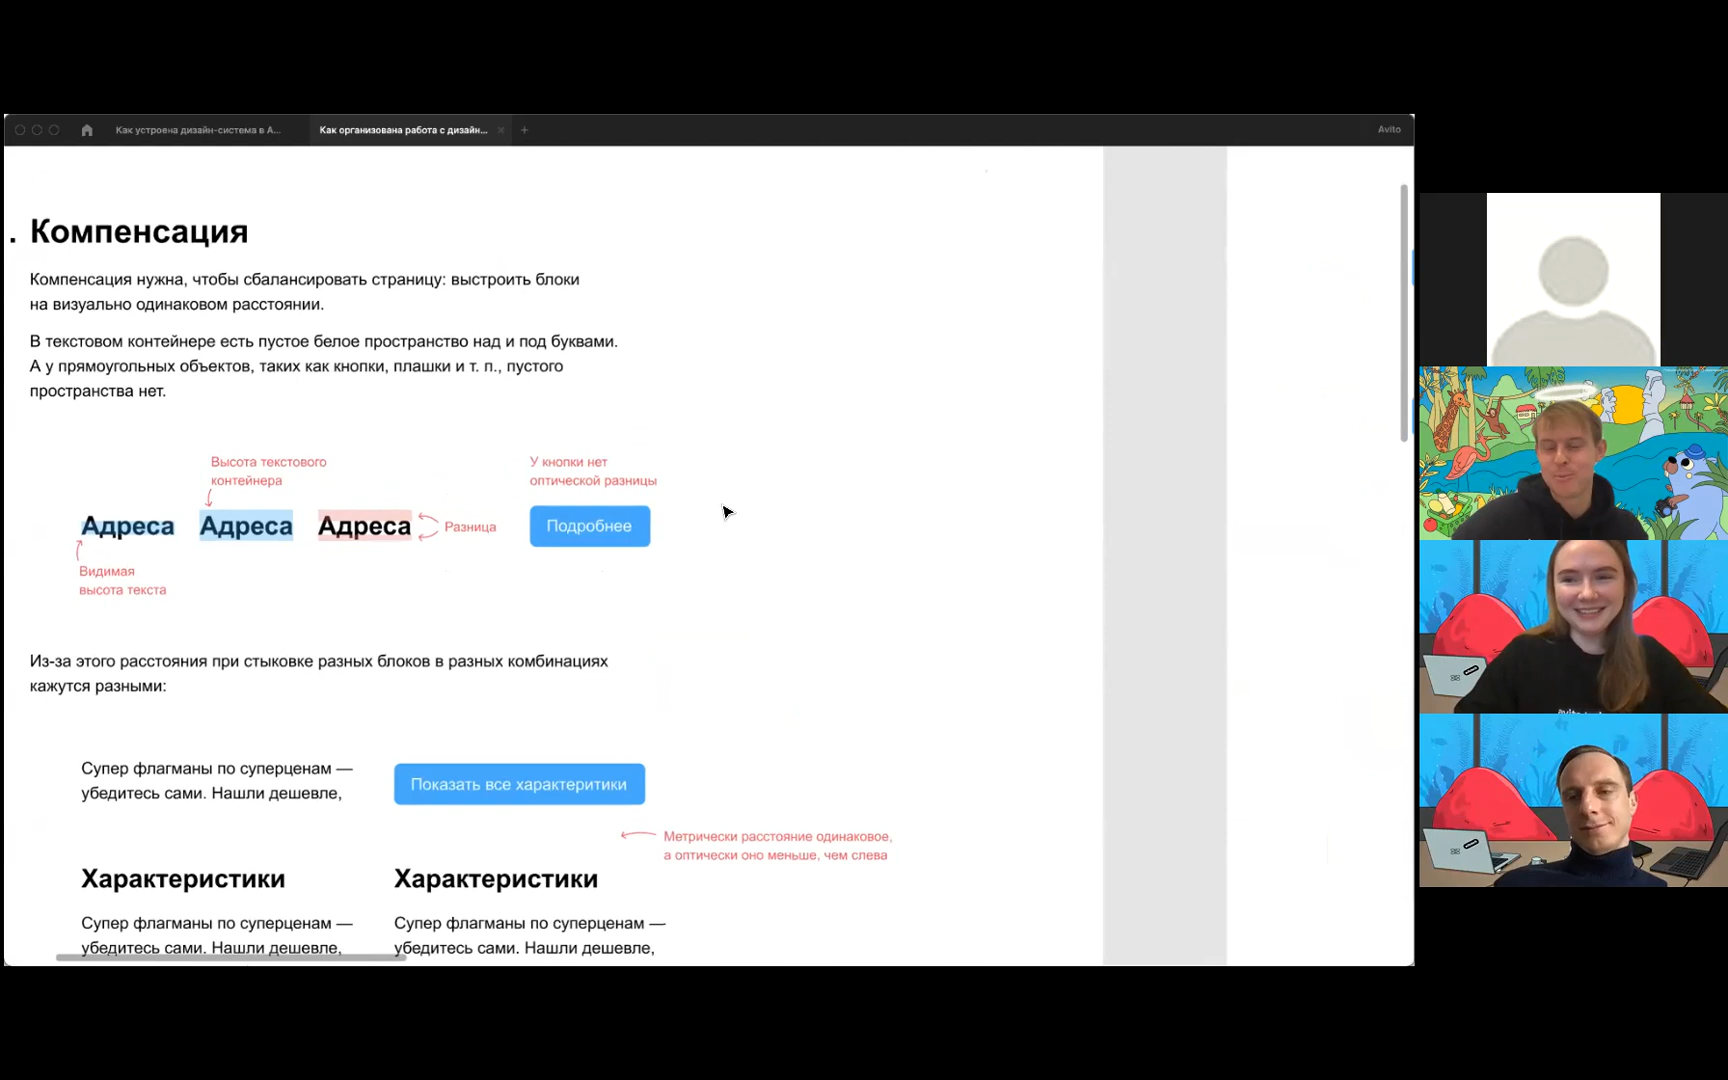 Как устроена дизайн-система в А...
Как организована работа с дизайн...
Avito
. Компенсация
Компенсация нужна, чтобы сбалансировать страницу: выстроить блоки
на визуально одинаковом расстоянии.
В текстовом контейнере есть пустое белое пространство над и под буквами.
А у прямоугольных объектов, таких как кнопки, плашки и т. п., пустого
пространства нет.
Высота текстового
контейнера
У кнопки нет
оптической разницы
Адреса
Адреса
Адреса
Разница
Подробнее
Видимая
высота текста
Из-за этого расстояния при стыковке разных блоков в разных комбинациях
кажутся разными:
Супер флагманы по суперценам —
убедитесь сами. Нашли дешевле,
Показать все характеритики
Метрически расстояние одинаковое,
а оптически оно меньше, чем слева
Характеристики
Характеристики
Супер флагманы по суперценам —
убедитесь сами. Нашли дешевле,
Супер флагманы по суперценам —
убедитесь сами. Нашли дешевле,